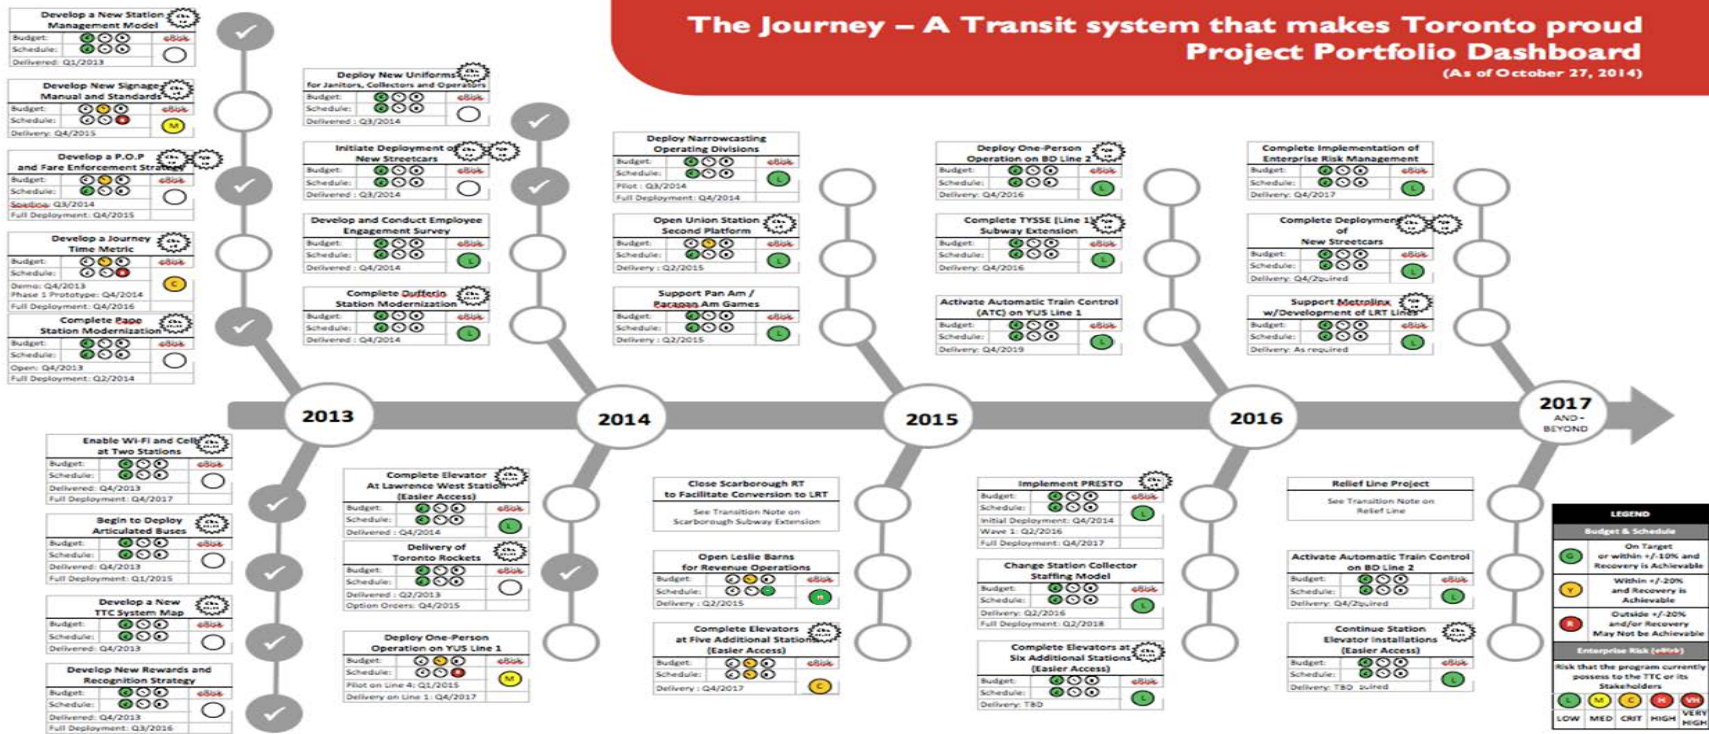 The Journey – A Transit system that makes Toronto proud
Project Portfolio Dashboard
(As of October 27, 2014)
Develop a New Station
Management Model
Budget:
Schedule:
Delivered: Q1/2013
Develop New Signage
Manual and Standards
Budget:
Schedule:
M
Delivery: Q4/2015
Develop a P.O.P
and Fare Enforcement Strategy
Budget:
Schedule:
Q3/2014
Full Deployment: Q4/2015
Develop a Journey
Time Metric
Budget:
Schedule:
C
Demo: Q4/2013
Phase 1 Prototype: Q4/2014
Full Deployment: Q4/2016
Complete Pape
Station Modernization
Budget:
Schedule:
Open: Q4/2013
Full Deployment: Q2/2014
Deploy New Uniforms
for Janitors, Collectors and Operators
Budget:
Schedule:
Delivered : Q3/2014
Initiate Deployment of
New Streetcars
Budget:
Schedule:
Delivered : Q3/2014
Develop and Conduct Employee
Engagement Survey
Budget:
Schedule:
L
Delivered : Q4/2014
Complete Dufferin
Station Modernization
Budget:
Schedule:
L
Delivered : Q4/2014
Deploy Narrowcasting
Operating Divisions
Budget:
Schedule:
L
Pilot : Q3/2014
Full Deployment: Q4/2014
Open Union Station
Second Platform
Budget:
Schedule:
L
Delivery : Q2/2015
Support Pan Am /
Parapan Am Games
Budget:
Schedule:
L
Delivery : Q2/2015
Deploy One-Person
Operation on BD Line 2
Budget:
Schedule:
L
Delivery: Q4/2016
Complete TYSSE (Line 1)
Subway Extension
Budget:
Schedule:
L
Delivery: Q4/2016
Activate Automatic Train Control
(ATC) on YUS Line 1
Budget:
Schedule:
L
Delivery: Q4/2019
Complete Implementation of
Enterprise Risk Management
Budget:
Schedule:
L
Delivery: Q4/2017
Complete Deployment
of
New Streetcars
Budget:
Schedule:
L
Delivery: Q4/2quired
Support Metrolinx
w/Development of LRT Lines
Budget:
Schedule:
L
Delivery: As required
2013
2014
2015
2016
2017
AND -
BEYOND
Enable Wi-Fi and Cell
at Two Stations
Budget:
Schedule:
Delivered: Q4/2013
Full Deployment: Q4/2017
Begin to Deploy
Articulated Buses
Budget:
Schedule:
Delivered: Q4/2013
Full Deployment: Q1/2015
Develop a New
TTC System Map
Budget:
Schedule:
Delivered: Q4/2013
Develop New Rewards and
Recognition Strategy
Budget:
Schedule:
Delivered: Q4/2013
Full Deployment: Q3/2016
Complete Elevator
At Lawrence West Station
(Easier Access)
Budget:
Schedule:
L
Delivered : Q4/2014
Delivery of
Toronto Rockets
Budget:
Schedule:
Delivered : Q2/2013
Option Orders: Q4/2015
Deploy One-Person
Operation on YUS Line 1
Budget:
Schedule:
M
Pilot on Line 4: Q1/2015
Delivery on Line 1: Q4/2017
Close Scarborough RT
to Facilitate Conversion to LRT
See Transition Note on
Scarborough Subway Extension
Open Leslie Barns
for Revenue Operations
Budget:
Schedule:
H
Delivery : Q2/2015
Complete Elevators
at Five Additional Stations
(Easier Access)
Budget:
Schedule:
C
Delivery : Q4/2017
Implement PRESTO
Budget:
Schedule:
L
Initial Deployment: Q4/2014
Wave 1: Q2/2016
Full Deployment: Q4/2017
Change Station Collector
Staffing Model
Budget:
Schedule:
L
Delivery: Q2/2016
Full Deployment: Q2/2018
Complete Elevators at
Six Additional Stations
(Easier Access)
Budget:
Schedule:
L
Delivery: TBD
Relief Line Project
See Transition Note on
Relief Line
Activate Automatic Train Control
on BD Line 2
Budget:
Schedule:
L
Delivery: Q4/2quired
Continue Station
Elevator Installations
(Easier Access)
Budget:
Schedule:
L
Delivery: TBD quired
LEGEND
Budget & Schedule
G
On Target
or within +/-10% and
Recovery is Achievable
Y
Within +/-20%
and Recovery is
Achievable
R
Outside +/-20%
and/or Recovery
May Not be Achievable
Enterprise Risk (eRisk)
Risk that the program currently
possess to the TTC or its
Stakeholders
L M C H VH
LOW MED CRIT HIGH VERY HIGH